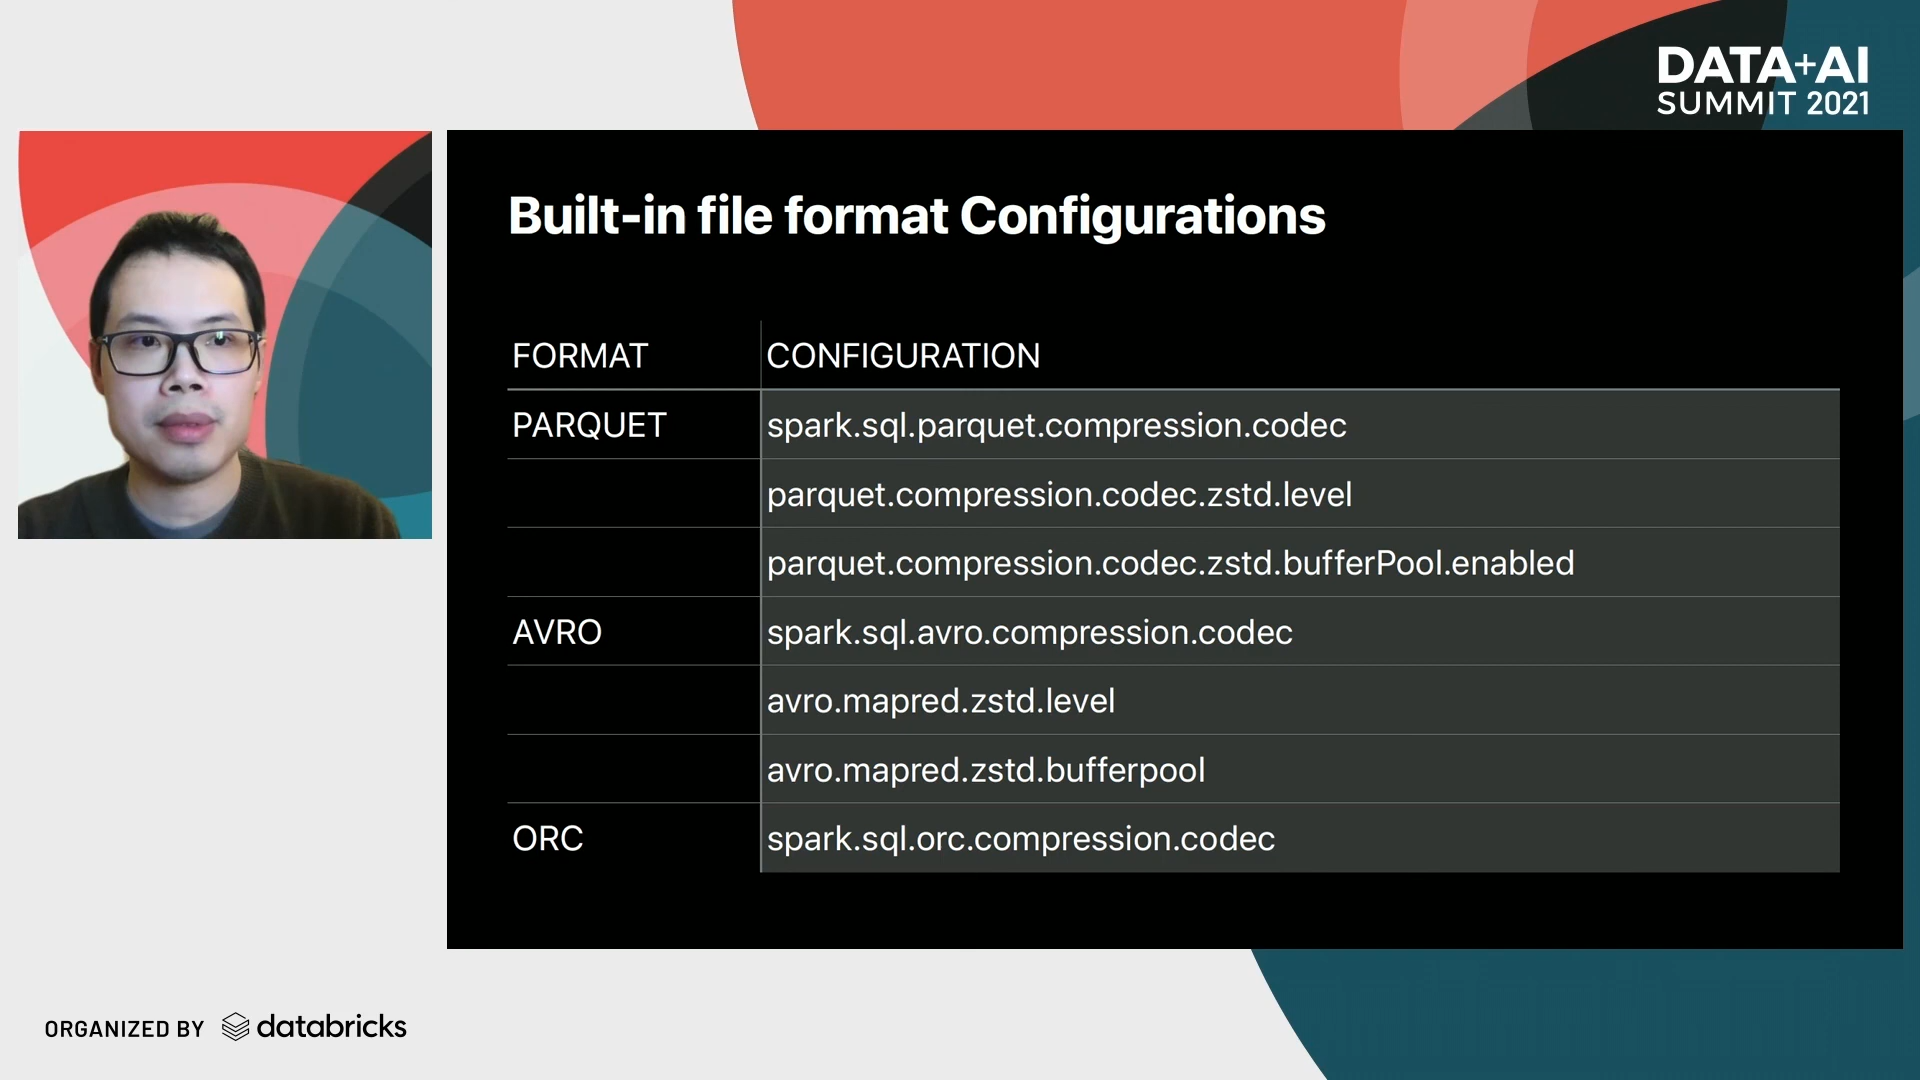 DATA+AI
SUMMIT 2021
Built-in file format Configurations
FORMAT CONFIGURATION
PARQUET spark.sql.parquet.compression.codec
parquet.compression.codec.zstd.level
parquet.compression.codec.zstd.bufferPool.enabled
AVRO spark.sql.avro.compression.codec
avro.mapred.zstd.level
avro.mapred.zstd.bufferpool
ORC spark.sql.orc.compression.codec
ORGANIZED BY databricks